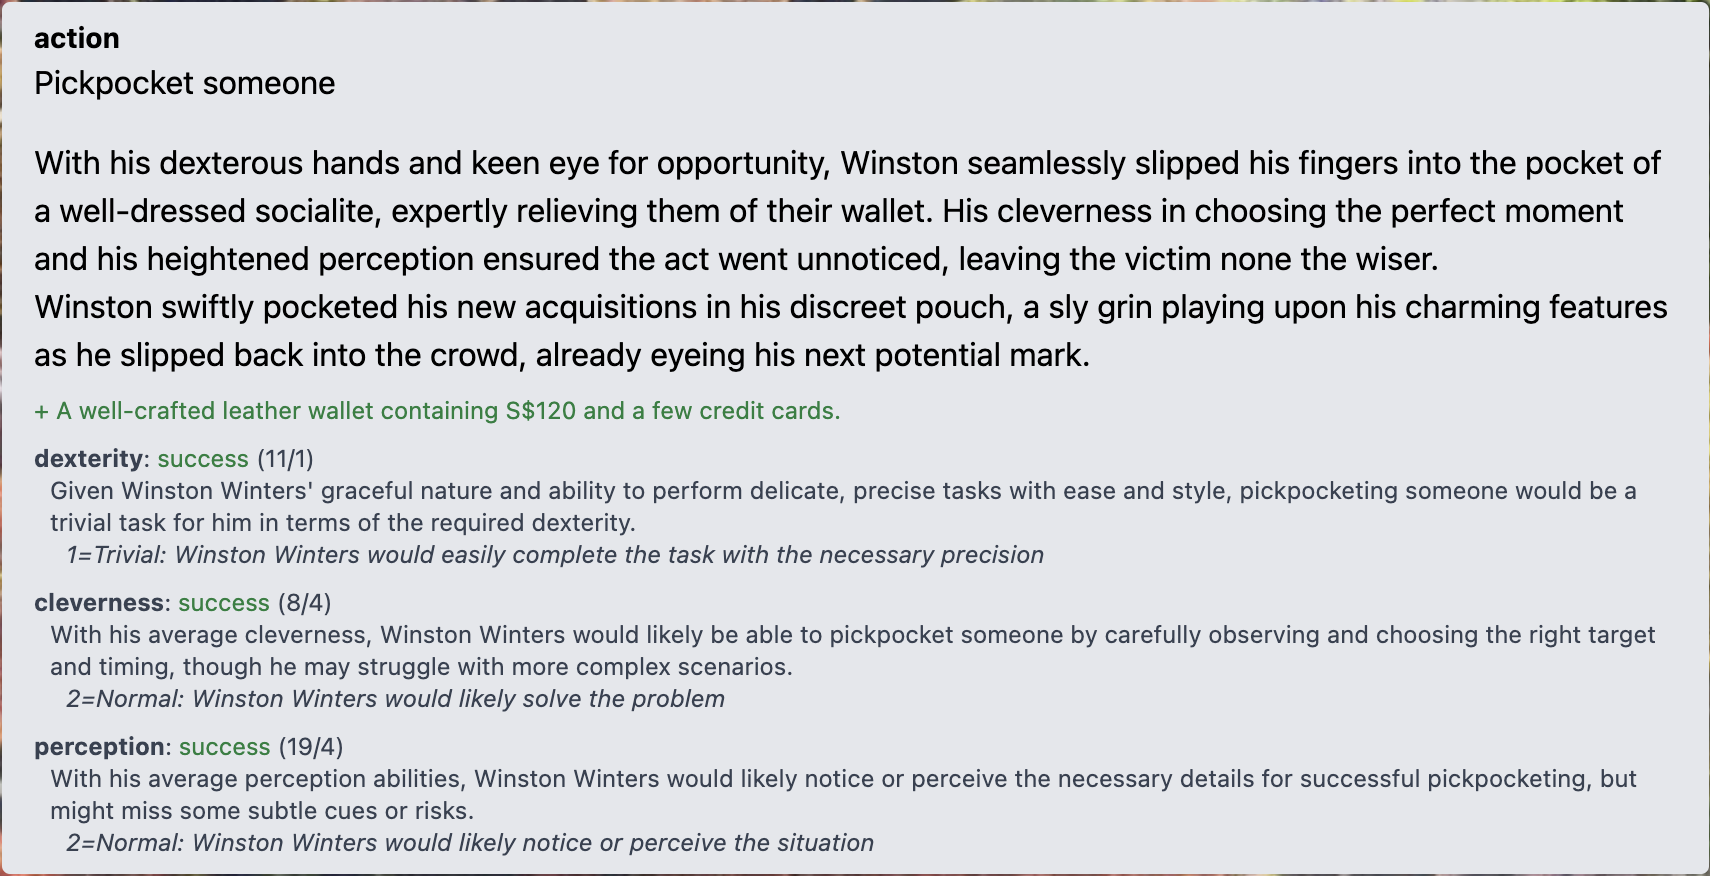 action
Pickpocket someone
With his dexterous hands and keen eye for opportunity, Winston seamlessly slipped his fingers into the pocket of
a well-dressed socialite, expertly relieving them of their wallet. His cleverness in choosing the perfect moment
and his heightened perception ensured the act went unnoticed, leaving the victim none the wiser.
Winston swiftly pocketed his new acquisitions in his discreet pouch, a sly grin playing upon his charming features
as he slipped back into the crowd, already eyeing his next potential mark.
+ A well-crafted leather wallet containing S$120 and a few credit cards.
dexterity: success (11/1)
Given Winston Winters' graceful nature and ability to perform delicate, precise tasks with ease and style, pickpocketing someone would be a
trivial task for him in terms of the required dexterity.
1=Trivial: Winston Winters would easily complete the task with the necessary precision
cleverness: success (8/4)
With his average cleverness, Winston Winters would likely be able to pickpocket someone by carefully observing and choosing the right target
and timing, though he may struggle with more complex scenarios.
2=Normal: Winston Winters would likely solve the problem
perception: success (19/4)
With his average perception abilities, Winston Winters would likely notice or perceive the necessary details for successful pickpocketing, but
might miss some subtle cues or risks.
2=Normal: Winston Winters would likely notice or perceive the situation